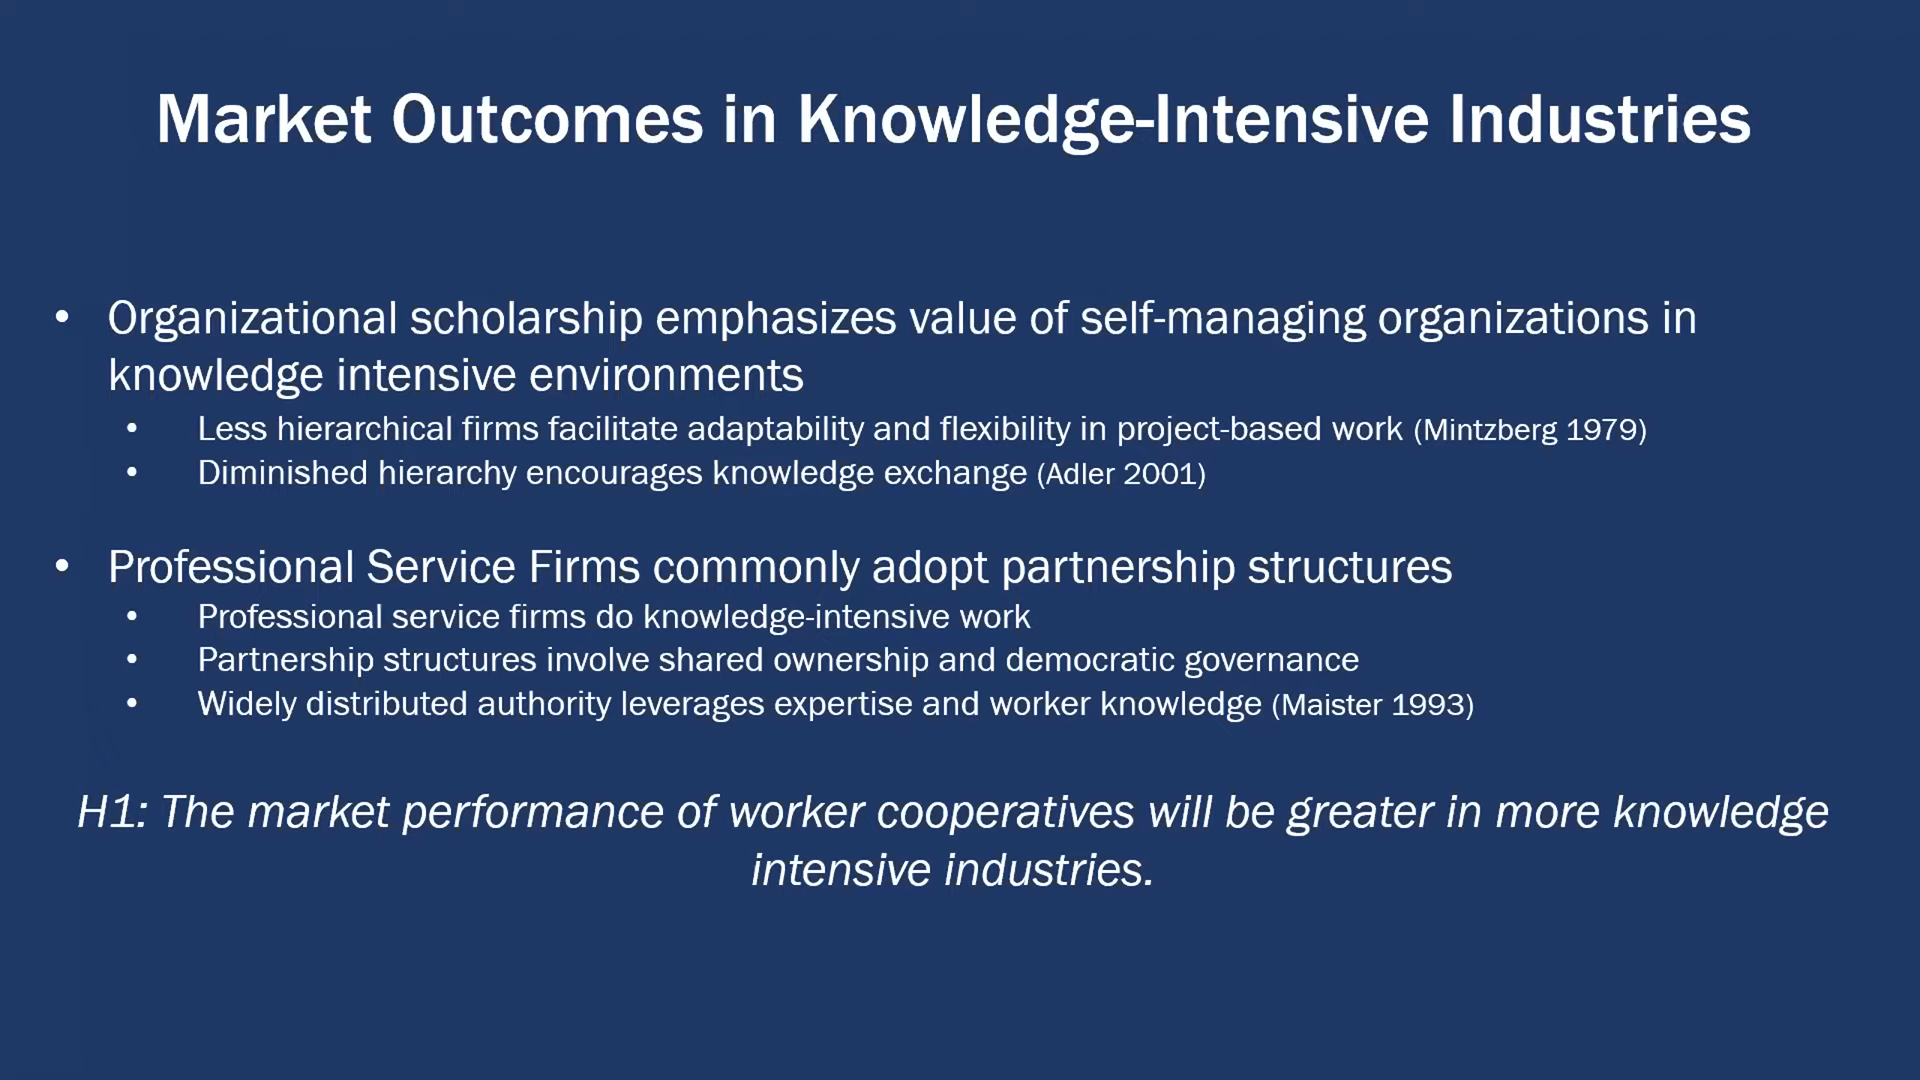 Market Outcomes in Knowledge-Intensive Industries
• Organizational scholarship emphasizes value of self-managing organizations in
knowledge intensive environments
• Less hierarchical firms facilitate adaptability and flexibility in project-based work (Mintzberg 1979)
• Diminished hierarchy encourages knowledge exchange (Adler 2001)
• Professional Service Firms commonly adopt partnership structures
• Professional service firms do knowledge-intensive work
• Partnership structures involve shared ownership and democratic governance
• Widely distributed authority leverages expertise and worker knowledge (Maister 1993)
H1: The market performance of worker cooperatives will be greater in more knowledge
intensive industries.